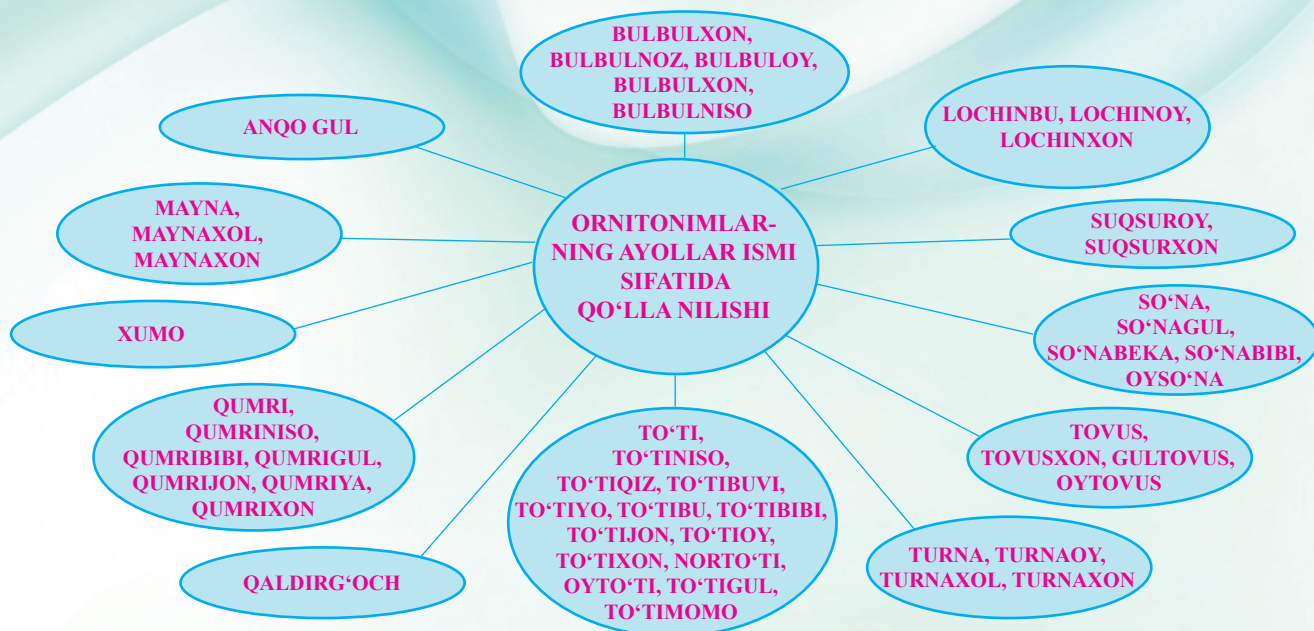 BULBULXON,
BULBULNOZ, BULBULOY,
BULBULXON,
BULBULNISO
ANQO GUL
LOCHINBU, LOCHINOY,
LOCHINXON
MAYNA,
MAYNAXOL,
MAYNAXON
ORNITONIMLAR-
NING AYOLLAR ISMI
SIFATIDA
QO‘LLA NILISHI
SUQSUROY,
SUQSURXON
XUMO
SO‘NA,
SO‘NAGUL,
SO‘NABEKA, SO‘NABIBI,
OYSO‘NA
QUMRI,
QUMRINISO,
QUMRIBIBI, QUMRIGUL,
QUMRIJON, QUMRIYA,
QUMRIXON
TO‘TI,
TO‘TINISO,
TO‘TIQIZ, TO‘TIBUVI,
TO‘TIYO, TO‘TIBU, TO‘TIBIBI,
TO‘TIJON, TO‘TIOY,
TO‘TIXON, NORTO‘TI,
OYTO‘TI, TO‘TIGUL,
TO‘TIMOMO
TOVUS,
TOVUSXON, GULTOVUS,
OYTOVUS
QALDIRG‘OCH
TURNA, TURNAOY,
TURNAXOL, TURNAXON